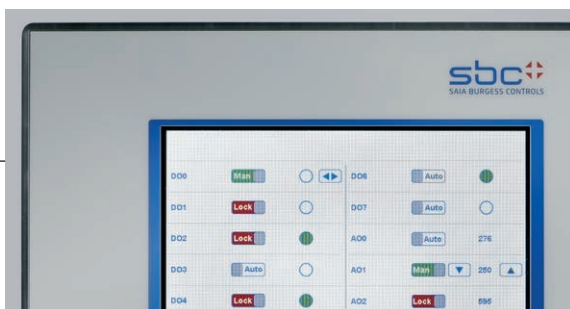 sbc
SAIA BURGESS CONTROLS
DO0 Man DO6 Auto
DO1 Lock DO7 Auto
DO2 Lock AO0 Auto 276
DO3 Auto AO1 Man 250
DO4 Lock AO2 Lock 595